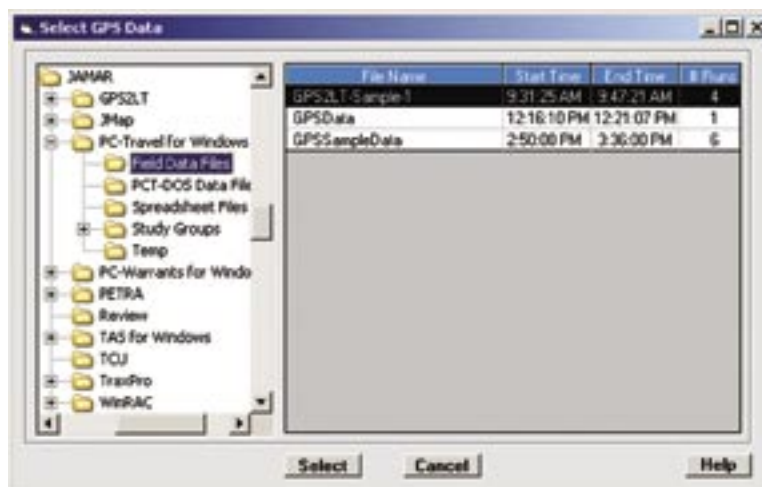 Select GPS Data
JAMAR
GPS2LT
JMap
PC-Travel for Windows
Field Data Files
PCT-DOS Data File
Spreadsheet Files
Study Groups
Temp
PC-Warrants for Windo
PETRA
Review
TAS for Windows
TCU
TraxPro
WinRAC
File Name Start Time End Time # Runs
GPS2LT-Sample-1 9:31:25 AM 9:47:21 AM 4
GPSData 12:16:10 PM 12:21:07 PM 1
GPSSampleData 2:50:00 PM 3:36:00 PM 6
Select Cancel Help